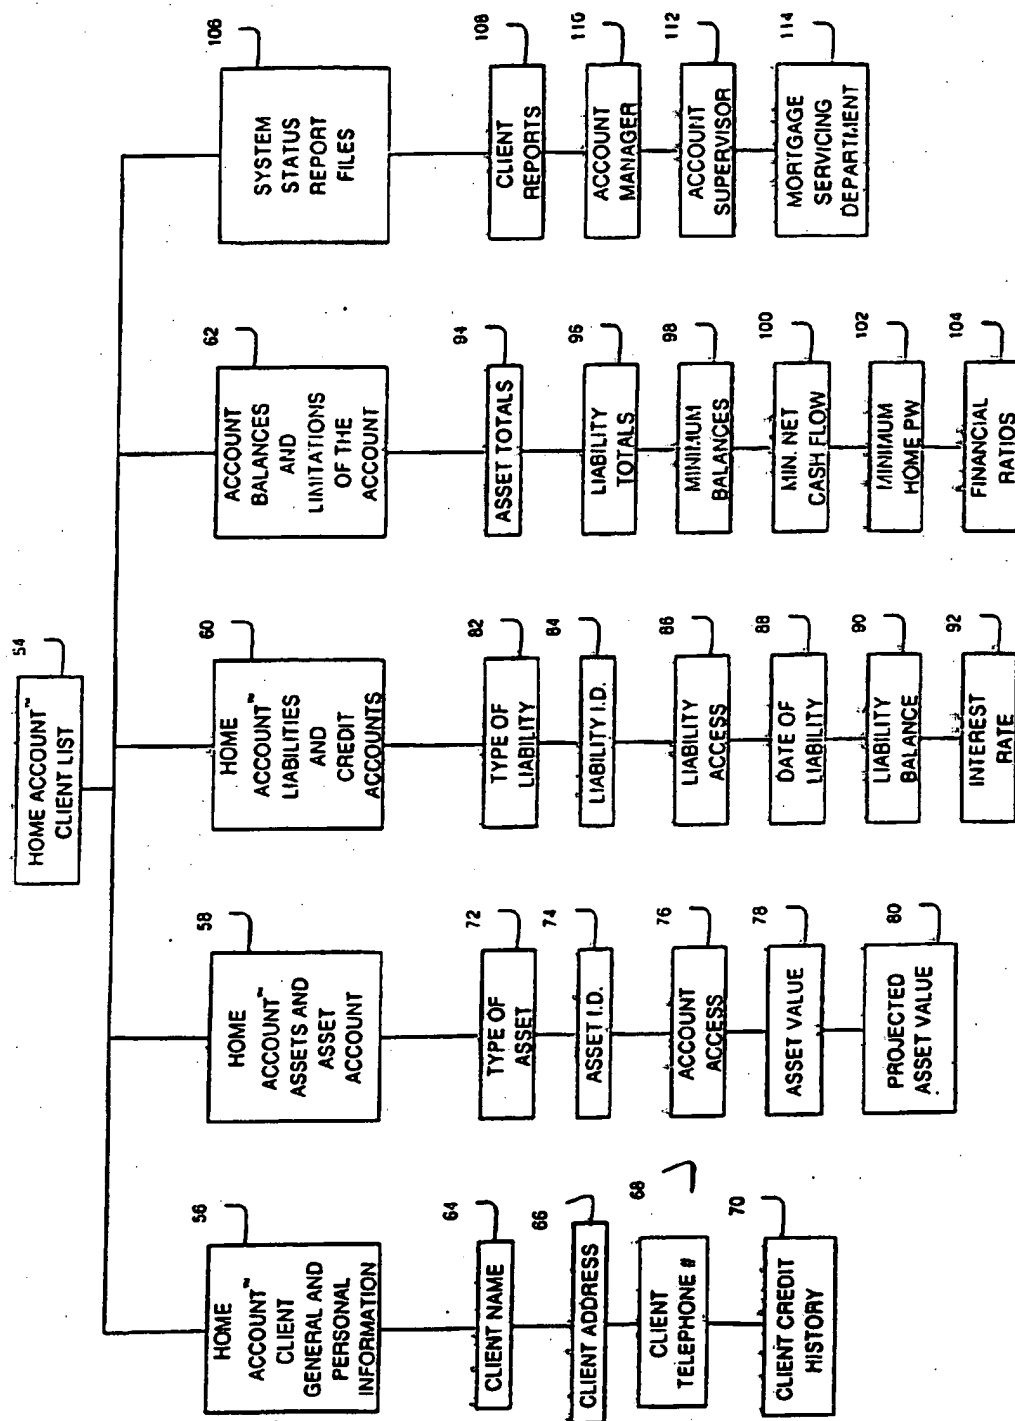 54
HOME ACCOUNT™
CLIENT LIST
56
HOME
ACCOUNT™
CLIENT
GENERAL AND
PERSONAL
INFORMATION
64
CLIENT NAME
66
CLIENT ADDRESS
68
CLIENT
TELEPHONE #
70
CLIENT CREDIT
HISTORY
58
HOME
ACCOUNT™
ASSETS AND
ASSET
ACCOUNT
72
TYPE OF
ASSET
74
ASSET I.D.
76
ACCOUNT
ACCESS
78
ASSET VALUE
80
PROJECTED
ASSET VALUE
60
HOME
ACCOUNT™
LIABILITIES
AND
CREDIT
ACCOUNTS
82
TYPE OF
LIABILITY
84
LIABILITY I.D.
86
LIABILITY
ACCESS
88
DATE OF
LIABILITY
90
LIABILITY
BALANCE
92
INTEREST
RATE
62
ACCOUNT
BALANCES
AND
LIMITATIONS
OF THE
ACCOUNT
94
ASSET TOTALS
96
LIABILITY
TOTALS
98
MINIMUM
BALANCES
100
MIN. NET
CASH FLOW
102
MINIMUM
HOME PW
104
FINANCIAL
RATIOS
106
SYSTEM
STATUS
REPORT
FILES
108
CLIENT
REPORTS
110
ACCOUNT
MANAGER
112
ACCOUNT
SUPERVISOR
114
MORTGAGE
SERVICING
DEPARTMENT